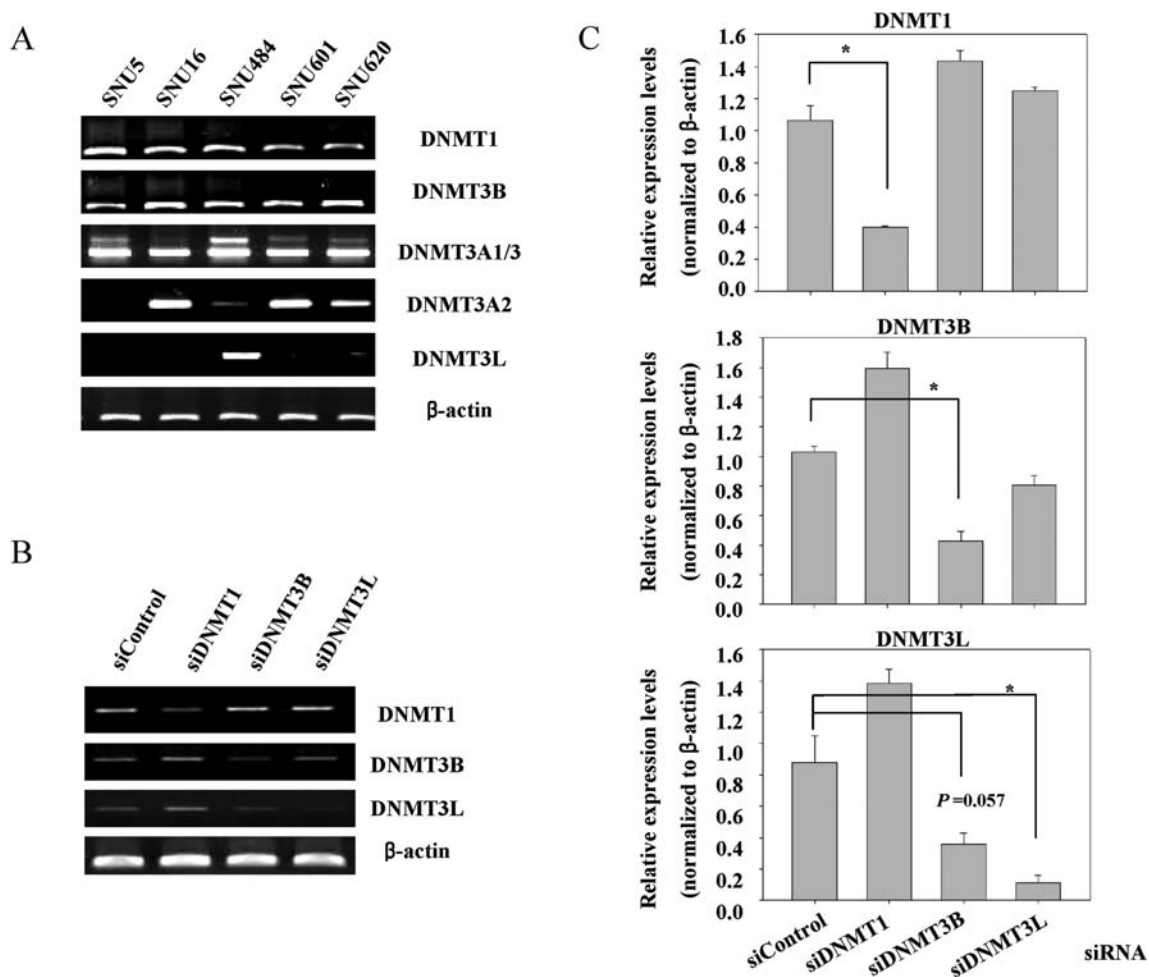 A
SNU5 SNU16 SNU484 SNU601 SNU620
DNMT1
DNMT3B
DNMT3A1/3
DNMT3A2
DNMT3L
β-actin
B
siControl siDNMT1 siDNMT3B siDNMT3L
DNMT1
DNMT3B
DNMT3L
β-actin
C
DNMT1
Relative expression levels
(normalized to β-actin)
1.6
1.4
1.2
1.0
0.8
0.6
0.4
0.2
0.0
*
DNMT3B
Relative expression levels
(normalized to β-actin)
1.8
1.6
1.4
1.2
1.0
0.8
0.6
0.4
0.2
0.0
*
DNMT3L
Relative expression levels
(normalized to β-actin)
1.6
1.4
1.2
1.0
0.8
0.6
0.4
0.2
0.0
*
P=0.057
siControl siDNMT1 siDNMT3B siDNMT3L siRNA